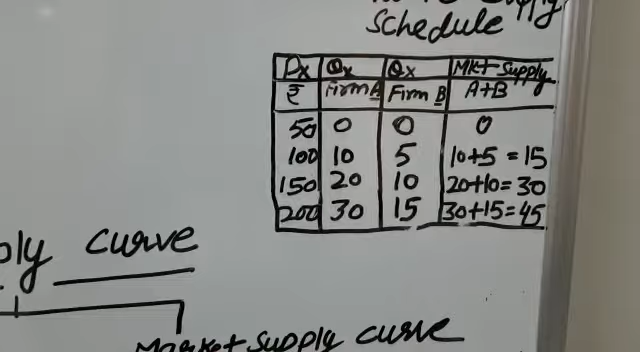 Supply
Schedule
Px Qx Qx Mkt Supply
₹ Firm A Firm B A+B
50 0 0 0
100 10 5 10+5 = 15
150 20 10 20+10= 30
200 30 15 30+15=45
ply curve
Market supply curve